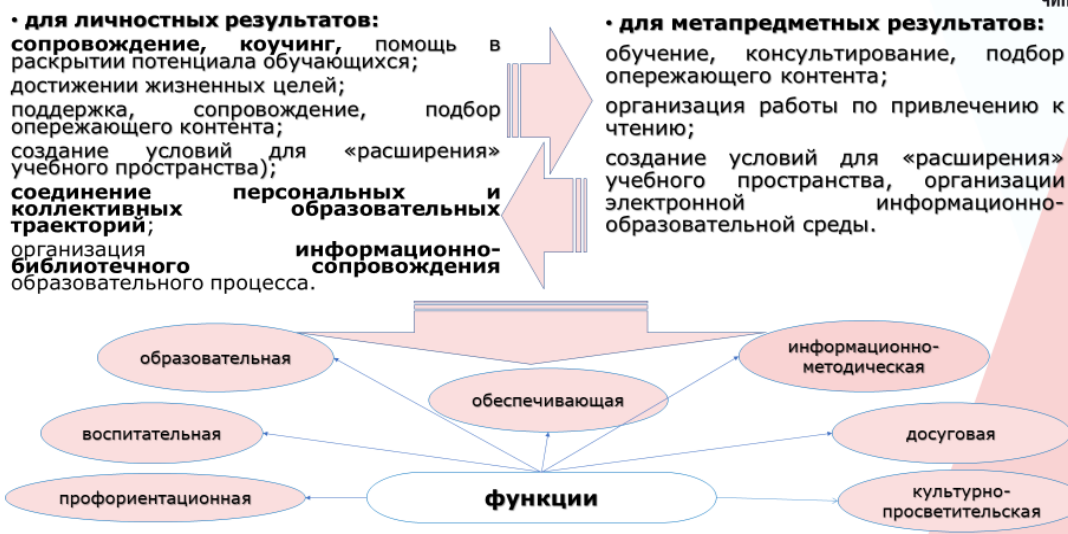 • для личностных результатов:
сопровождение, коучинг, помощь в
раскрытии потенциала обучающихся;
достижении жизненных целей;
поддержка, сопровождение, подбор
опережающего контента;
создание условий для «расширения»
учебного пространства);
соединение персональных и
коллективных образовательных
траекторий;
организация информационно-
библиотечного сопровождения
образовательного процесса.
• для метапредметных результатов:
обучение, консультирование, подбор
опережающего контента;
организация работы по привлечению к
чтению;
создание условий для «расширения»
учебного пространства, организации
электронной информационно-
образовательной среды.
образовательная
информационно-
методическая
обеспечивающая
воспитательная
досуговая
профориентационная
функции
культурно-
просветительская